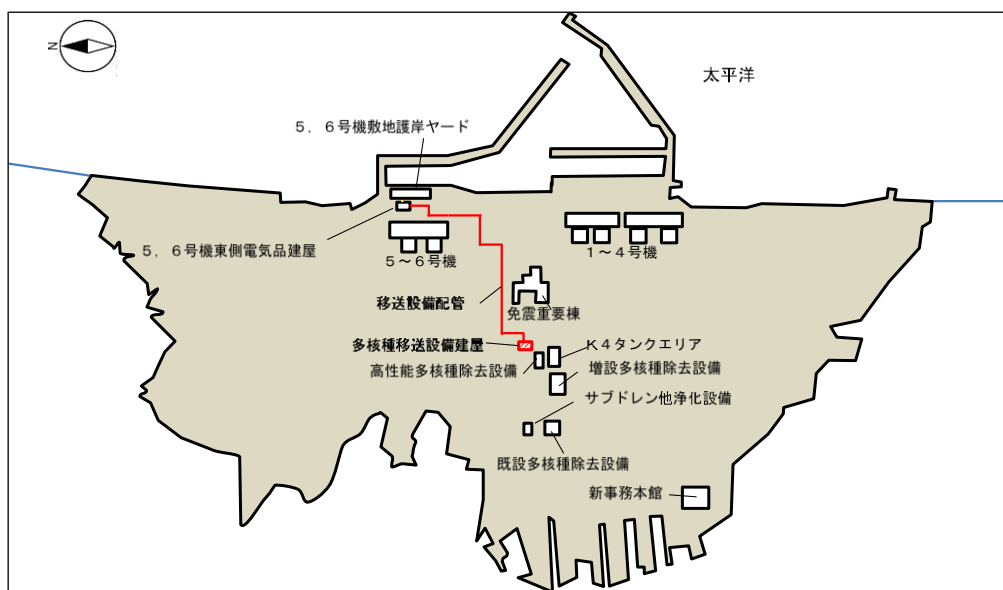 N
太平洋
５，６号機敷地護岸ヤード
５，６号機東側電気品建屋
５～６号機
１～４号機
移送設備配管
免震重要棟
多核種移送設備建屋
Ｋ４タンクエリア
高性能多核種除去設備
増設多核種除去設備
サブドレン他浄化設備
既設多核種除去設備
新事務本館